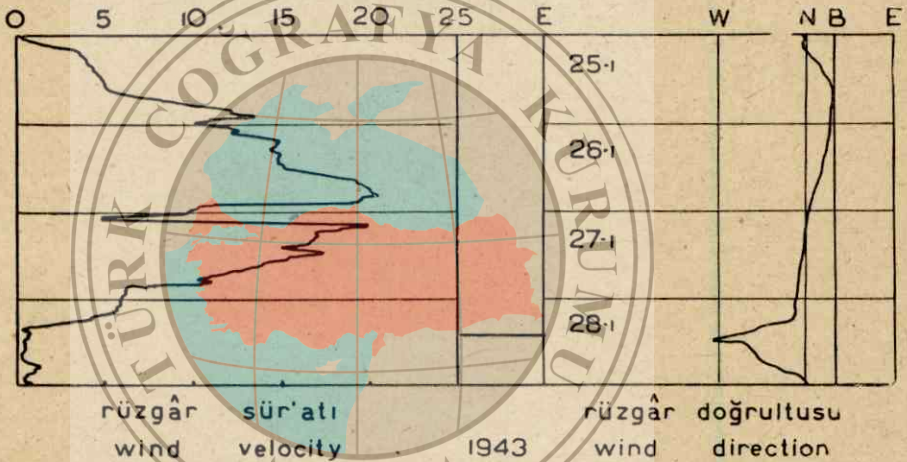 0 5 10 15 20 25 E W N B E
25·1
26·1
27·1
28·1
rüzgâr sür'atı rüzgâr doğrultusu
wind velocity 1943 wind direction
TÜRK COĞRAFYA KURUMU